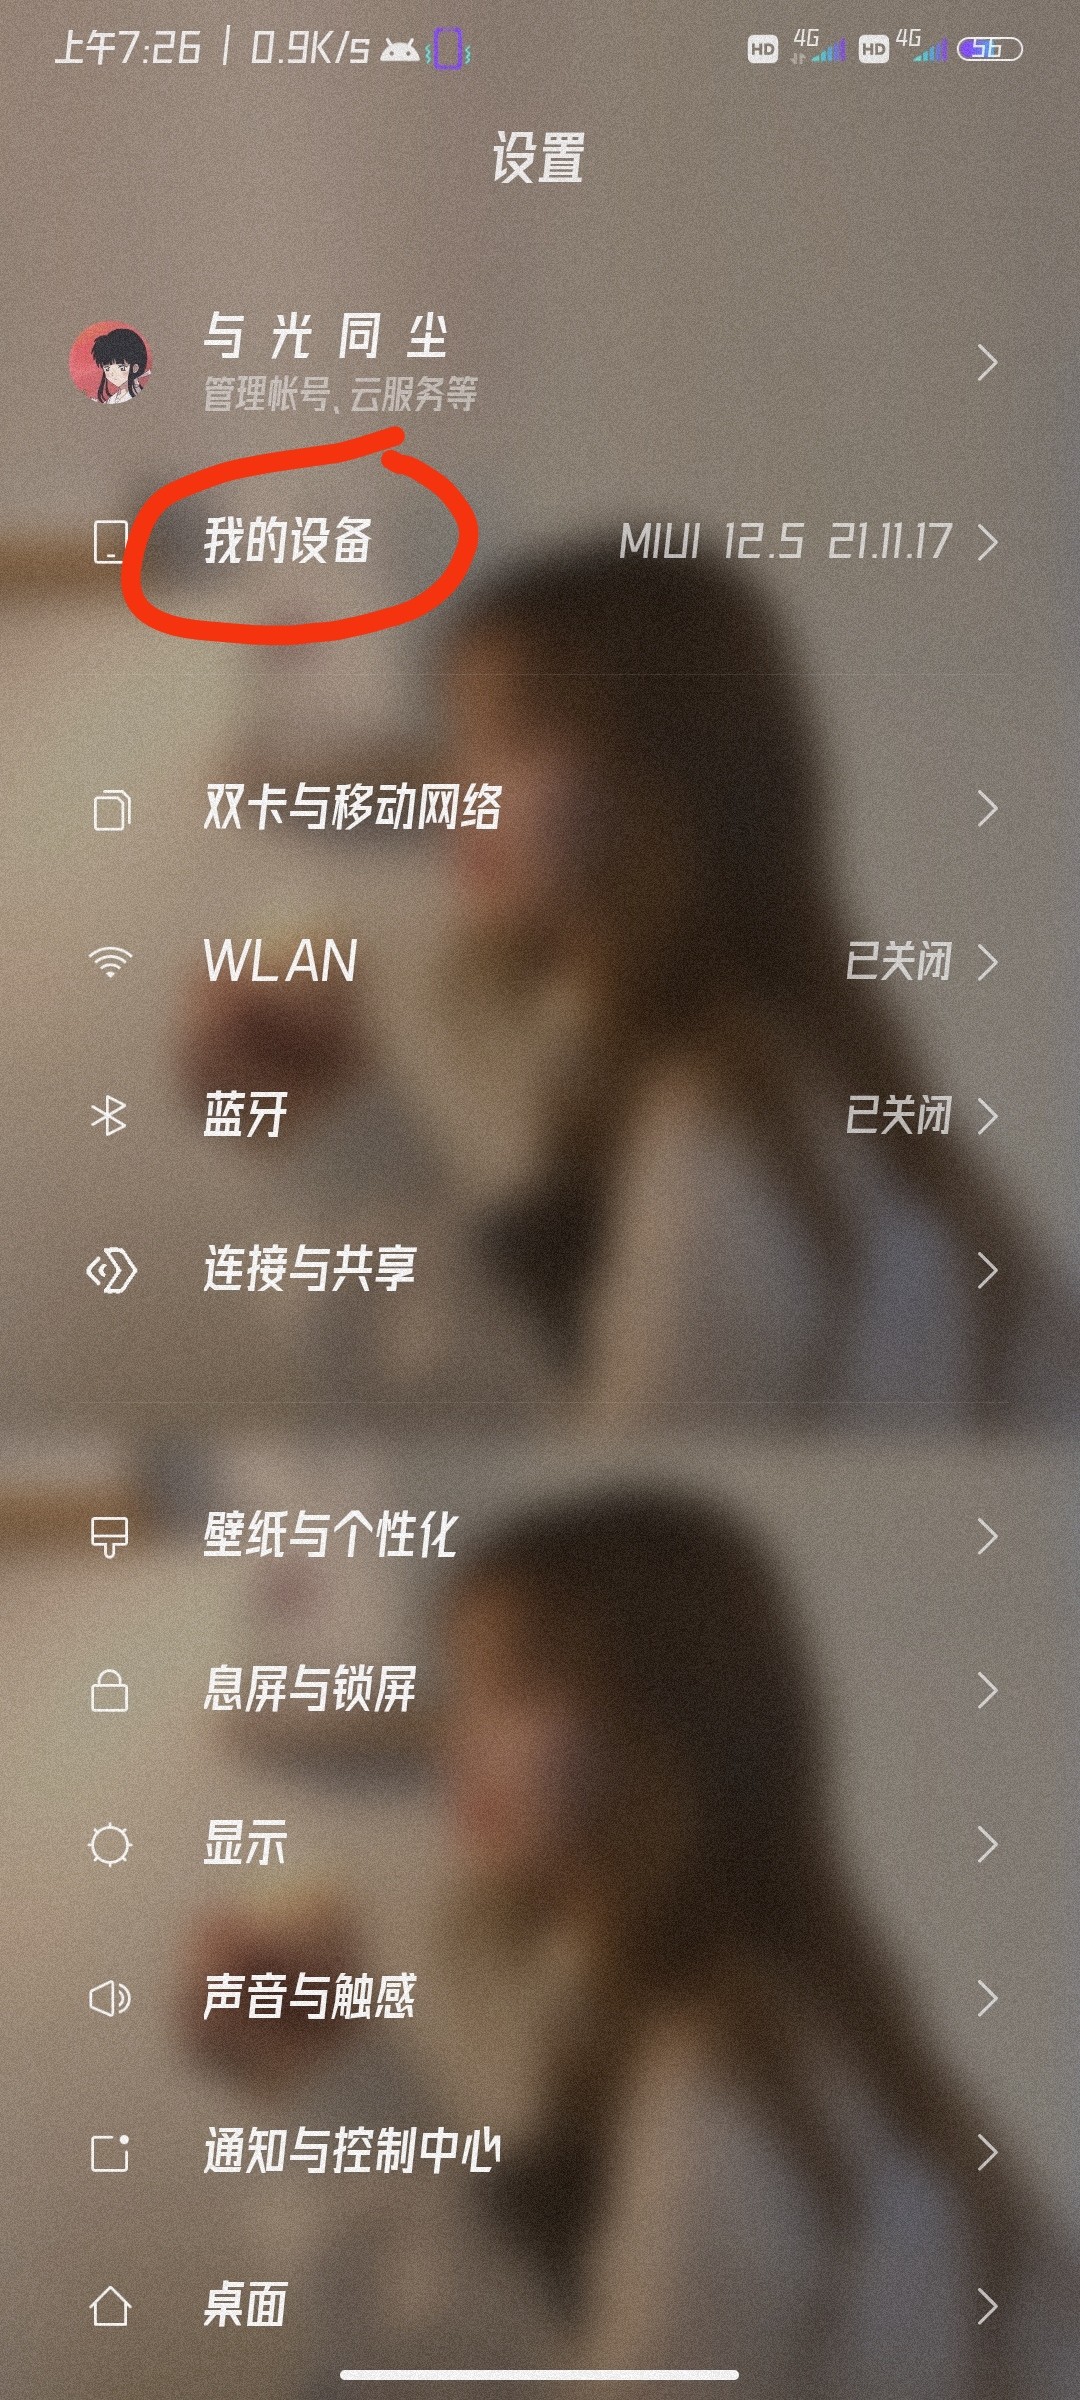 上午7:26 | 0.9K/s HD 4G HD 4G 56
设置
与 光 同 尘
管理帐号、云服务等
我的设备 MIUI 12.5 21.11.17
双卡与移动网络
WLAN 已关闭
蓝牙 已关闭
连接与共享
壁纸与个性化
息屏与锁屏
显示
声音与触感
通知与控制中心
桌面